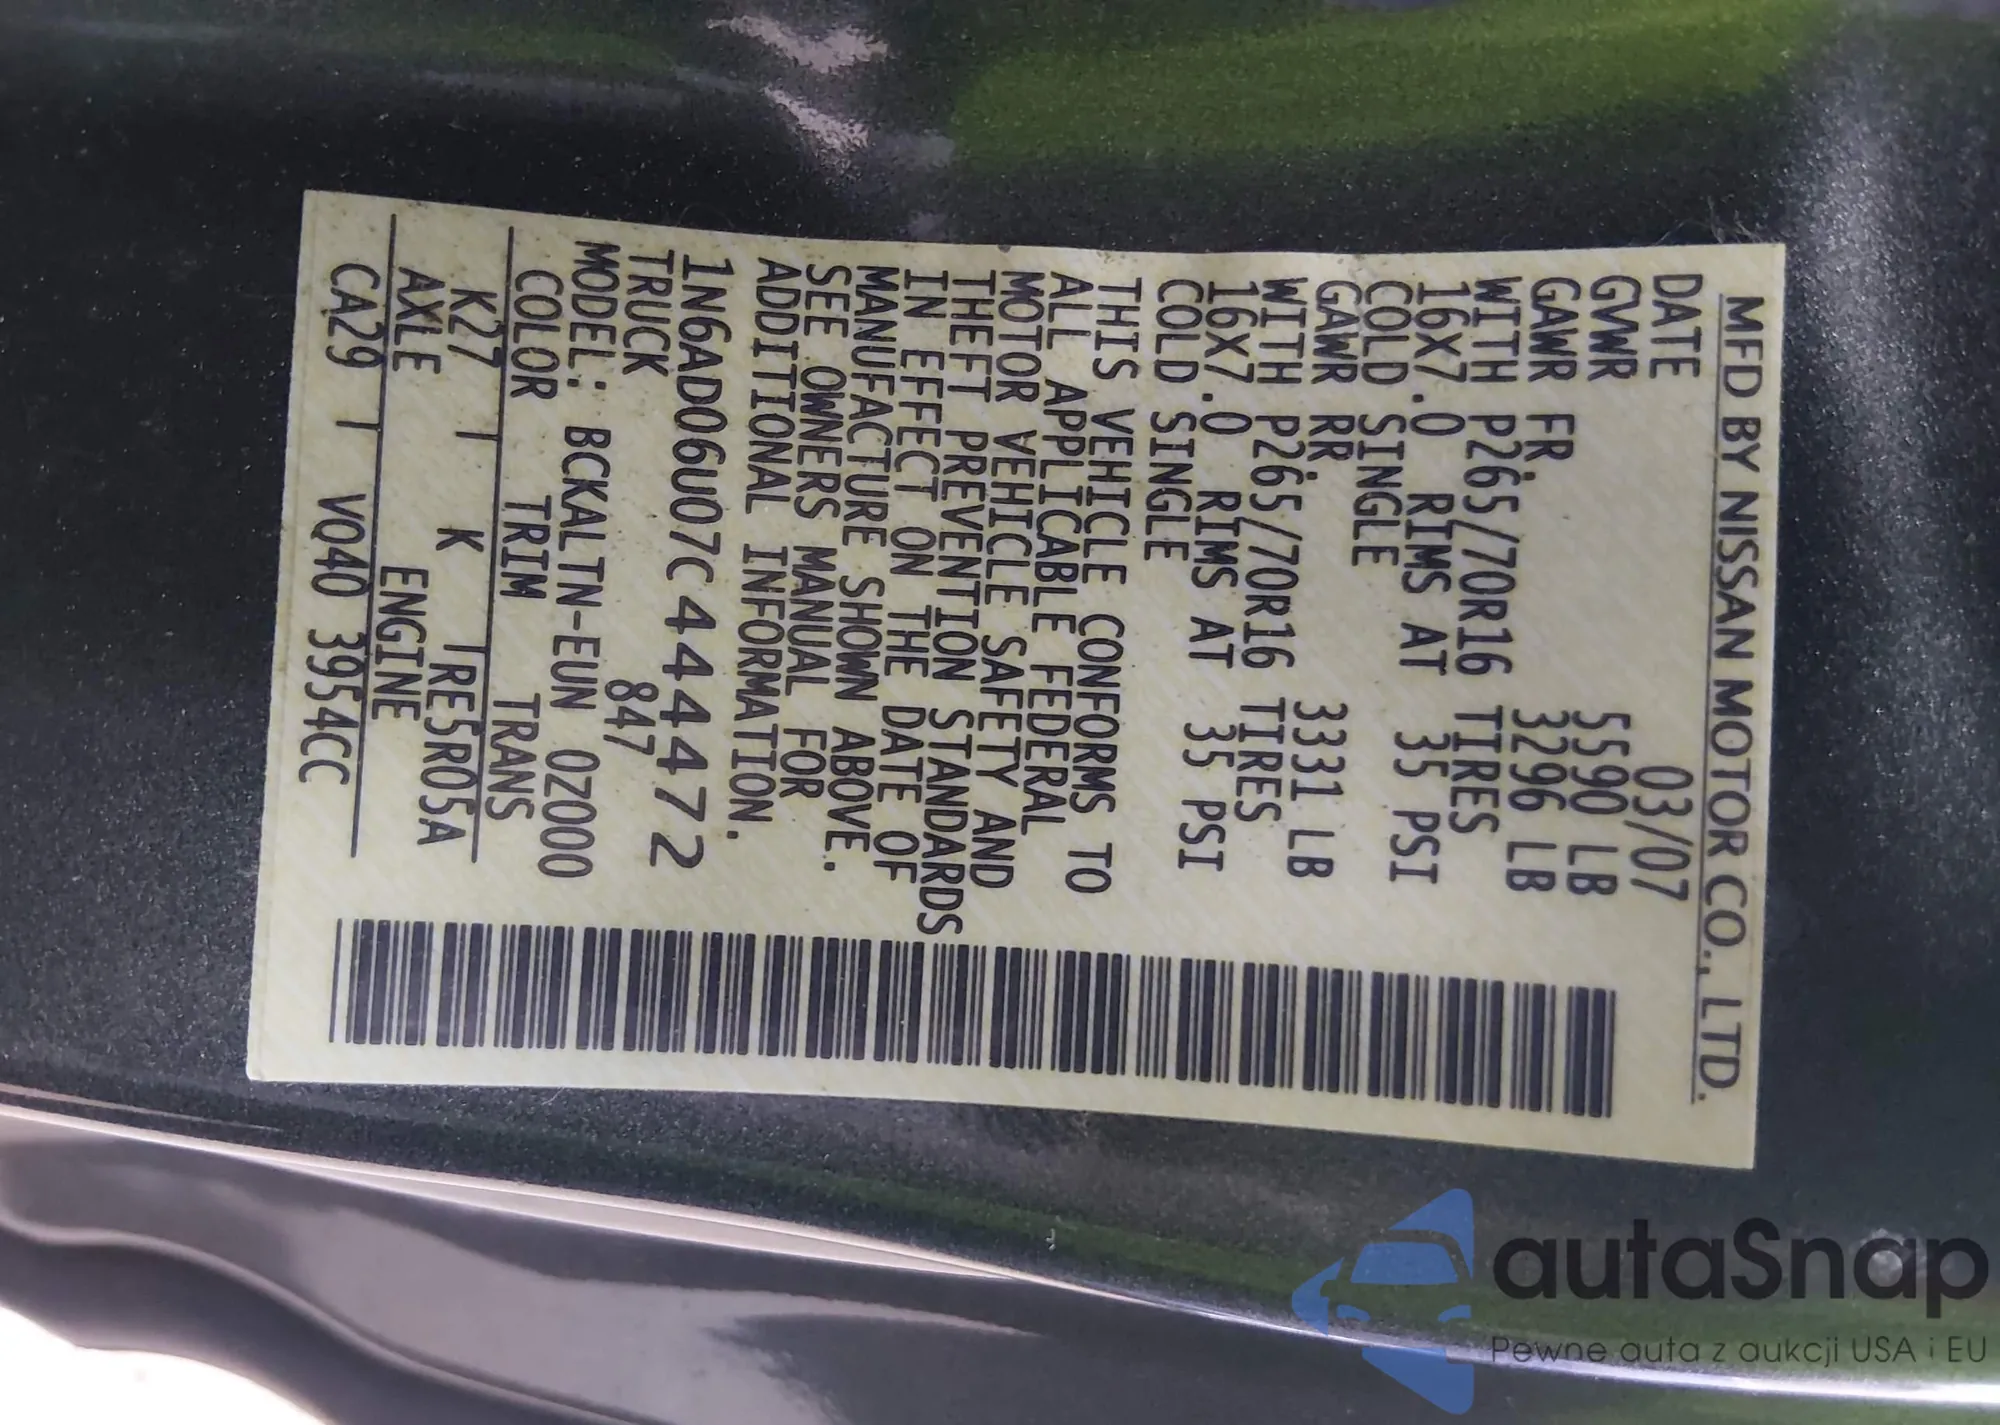 MFD BY NISSAN MOTOR CO., LTD.
DATE 03/07
GVWR 5590 LB
GAWR FR. 3296 LB
WITH P265/70R16 TIRES
16X7.0 RIMS AT 35 PSI
COLD SINGLE
GAWR RR. 3331 LB
WITH P265/70R16 TIRES
16X7.0 RIMS AT 35 PSI
COLD SINGLE
THIS VEHICLE CONFORMS TO
ALL APPLICABLE FEDERAL
MOTOR VEHICLE SAFETY AND
THEFT PREVENTION STANDARDS
IN EFFECT ON THE DATE OF
MANUFACTURE SHOWN ABOVE.
SEE OWNERS MANUAL FOR
ADDITIONAL INFORMATION.
1N6AD06U07C444472
TRUCK 847
MODEL: BCKALTN-EUN 0Z000
COLOR TRIM TRANS
K27 K RE5R05A
AXLE ENGINE
CA29 VQ40 3954CC
autaSnap
Pewne auta z aukcji USA i EU